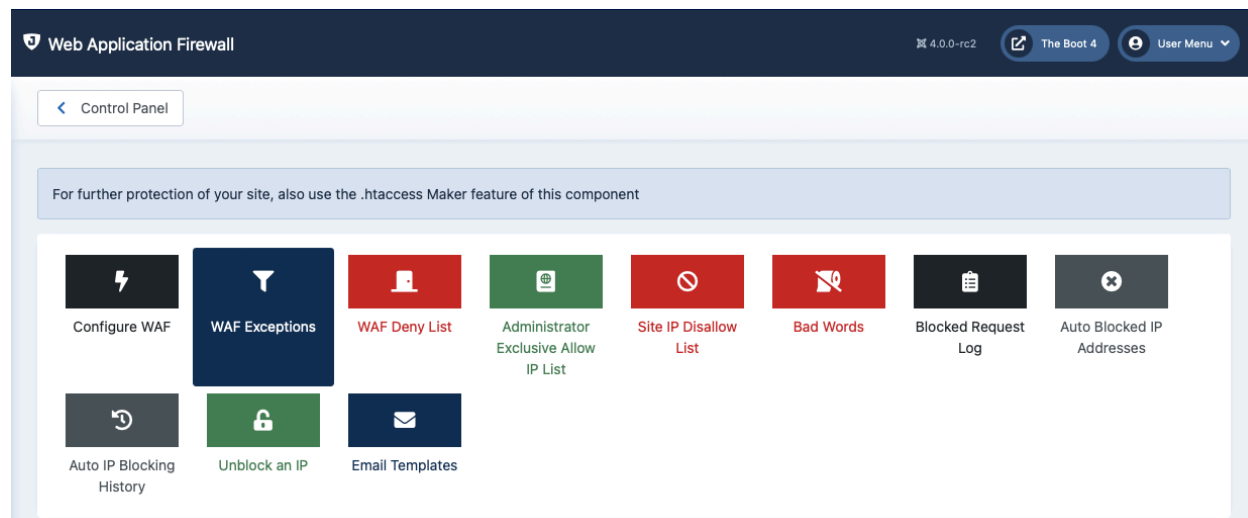 Web Application Firewall
4.0.0-rc2
The Boot 4
User Menu
Control Panel
For further protection of your site, also use the .htaccess Maker feature of this component
Configure WAF
WAF Exceptions
WAF Deny List
Administrator
Exclusive Allow
IP List
Site IP Disallow
List
Bad Words
Blocked Request
Log
Auto Blocked IP
Addresses
Auto IP Blocking
History
Unblock an IP
Email Templates